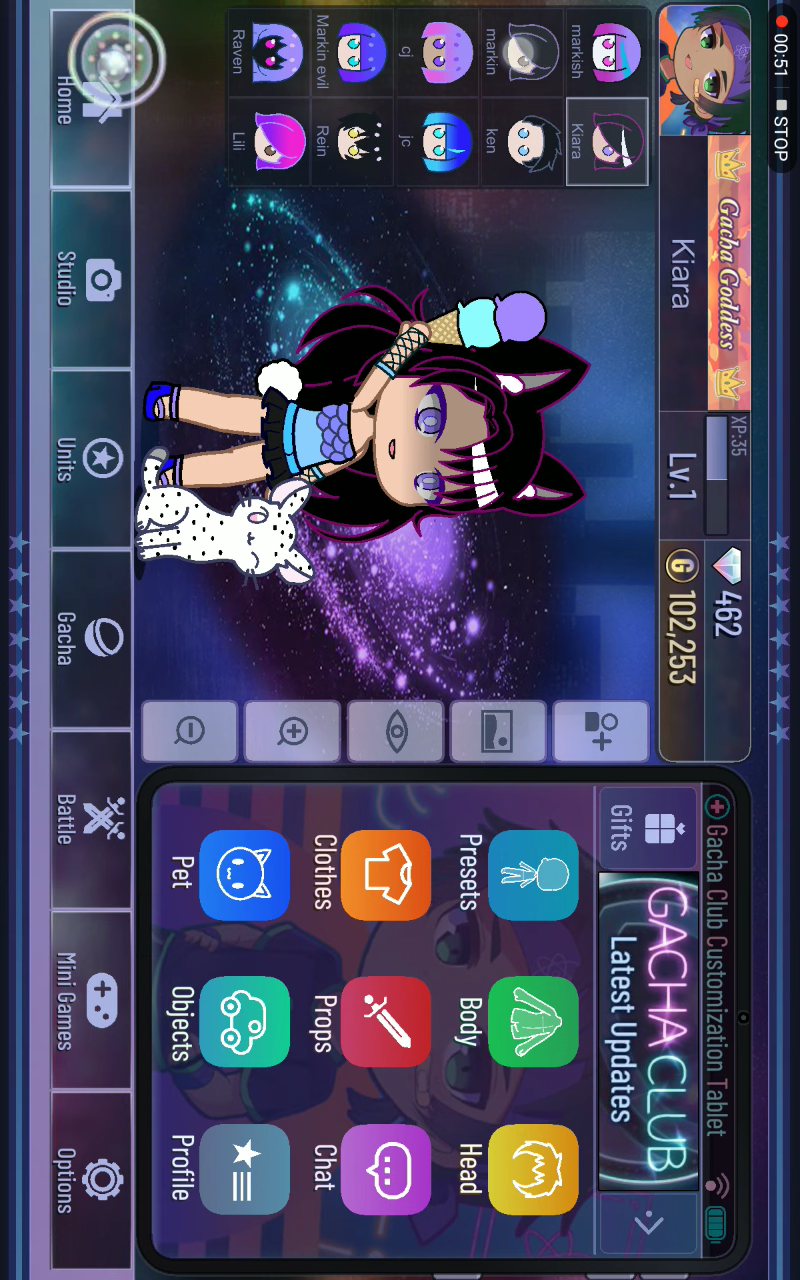 00:51 STOP
Gacha Goddess
Kiara
XP:35
Lv.1
462
G 102,253
markish
Kiara
markin
ken
cj
jc
Markin evil
Rein
Raven
Lili
Gacha Club Customization Tablet
Gifts
GACHA CLUB
Latest Updates
Presets
Body
Head
Clothes
Props
Chat
Pet
Objects
Profile
Home
Studio
Units
Gacha
Battle
Mini Games
Options